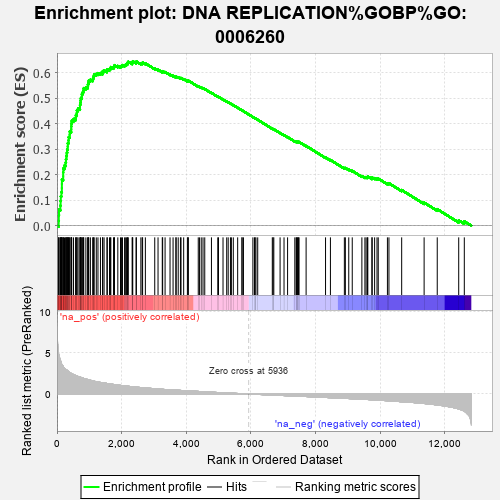 Enrichment plot: DNA REPLICATION%GOBP%GO:
0006260
Enrichment score (ES)
0.6
0.5
0.4
0.3
0.2
0.1
0.0
'na_pos' (positively correlated)
Ranked list metric (PreRanked)
10
5
0
Zero cross at 5936
'na_neg' (negatively correlated)
0
2,000
4,000
6,000
8,000
10,000
12,000
Rank in Ordered Dataset
Enrichment profile
Hits
Ranking metric scores